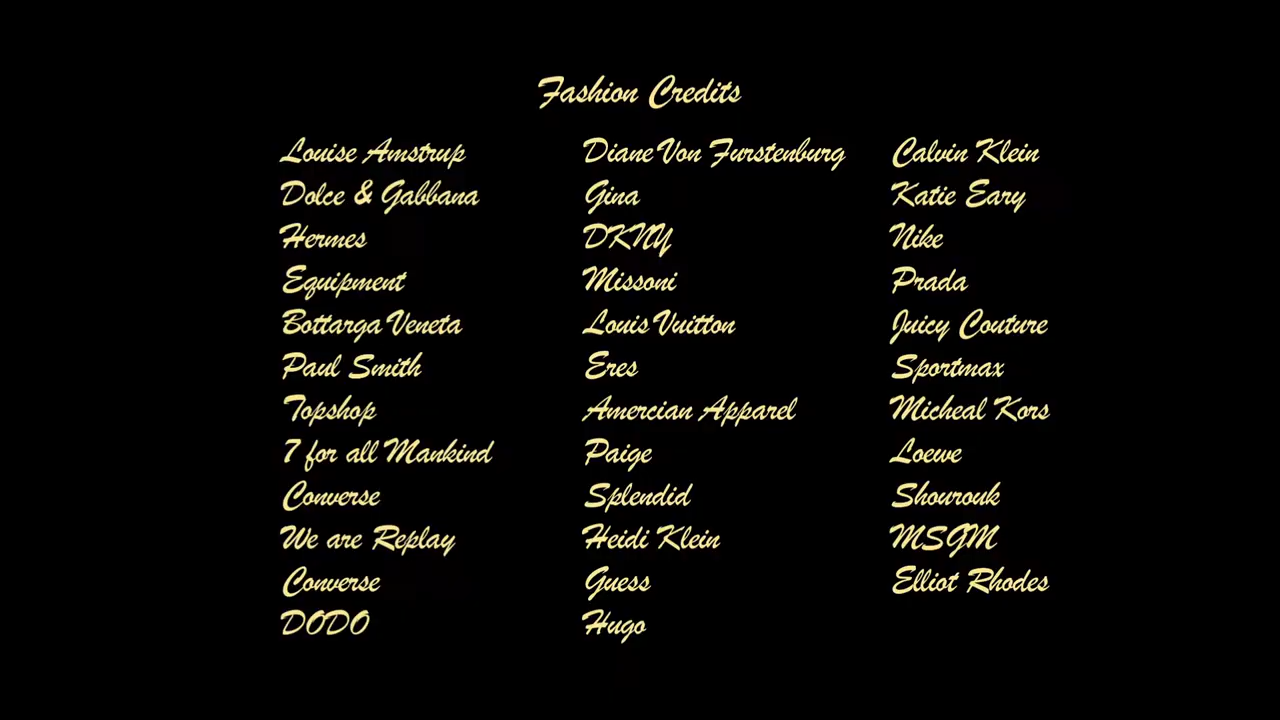 Fashion Credits
Louise Amstrup
Dolce & Gabbana
Hermes
Equipment
Bottarga Veneta
Paul Smith
Topshop
7 for all Mankind
Converse
We are Replay
Converse
DODO
Diane Von Furstenburg
Gina
DKNY
Missoni
Louis Vuitton
Eres
Amercian Apparel
Paige
Splendid
Heidi Klein
Guess
Hugo
Calvin Klein
Katie Eary
Nike
Prada
Juicy Couture
Sportmax
Micheal Kors
Loewe
Shourouk
MSGM
Elliot Rhodes